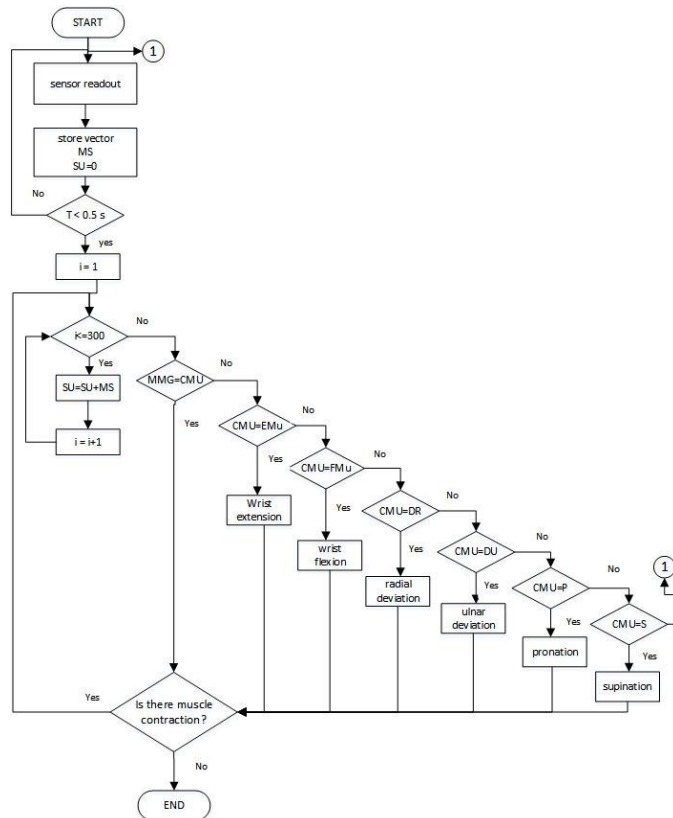 START
1
sensor readout
store vector
MS
SU=0
No
T < 0.5 s
yes
i = 1
i<=300
No
Yes
SU=SU+MS
i = i+1
MMG=CMU
No
Yes
CMU=EMu
No
Yes
Wrist
extension
CMU=FMu
No
Yes
wrist
flexion
CMU=DR
No
Yes
radial
deviation
CMU=DU
No
Yes
ulnar
deviation
CMU=P
No
Yes
pronation
1
CMU=S
Yes
supination
Yes
Is there muscle
contraction?
No
END